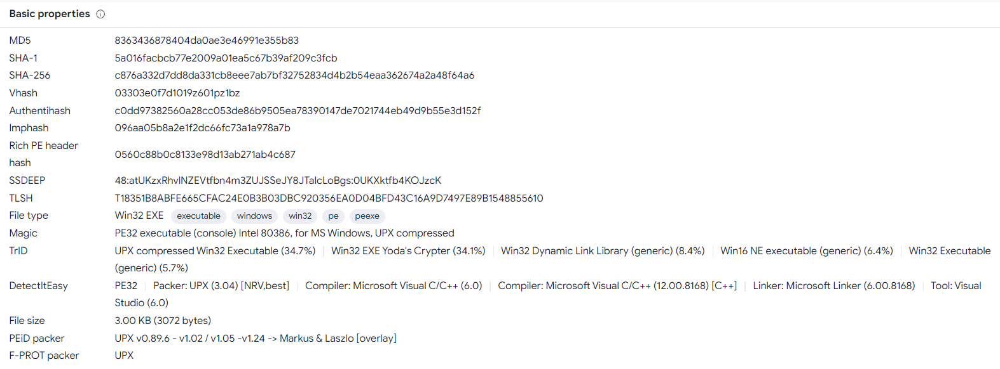 Basic properties
MD5 8363436878404da0ae3e46991e355b83
SHA-1 5a016facbcb77e2009a01ea5c67b39af209c3fcb
SHA-256 c876a332d7dd8da331cb8eee7ab7bf32752834d4b2b54eaa362674a2a48f64a6
Vhash 03303e0f7d1019z601pz1bz
Authentihash c0dd97382560a28cc053de86b9505ea78390147de7021744eb49d9b55e3d152f
Imphash 096aa05b8a2e1f2dc66fc73a1a978a7b
Rich PE header
hash 0560c88b0c8133e98d13ab271ab4c687
SSDEEP 48:atUKzxRhvlNZEVtfbn4m3ZUJSSeJY8JTalcLoBgs:0UKXktfb4KOJzcK
TLSH T18351B8ABFE665CFAC24E0B3B03DBC920356EA0D04BFD43C16A9D7497E89B1548855610
File type Win32 EXE executable windows win32 pe peexe
Magic PE32 executable (console) Intel 80386, for MS Windows, UPX compressed
TrID UPX compressed Win32 Executable (34.7%) Win32 EXE Yoda's Crypter (34.1%) Win32 Dynamic Link Library (generic) (8.4%) Win16 NE executable (generic) (6.4%) Win32 Executable
(generic) (5.7%)
DetectItEasy PE32 Packer: UPX (3.04) [NRV,best] Compiler: Microsoft Visual C/C++ (6.0) Compiler: Microsoft Visual C/C++ (12.00.8168) [C++] Linker: Microsoft Linker (6.00.8168) Tool: Visual
Studio (6.0)
File size 3.00 KB (3072 bytes)
PEiD packer UPX v0.89.6 - v1.02 / v1.05 -v1.24 -> Markus & Laszlo [overlay]
F-PROT packer UPX